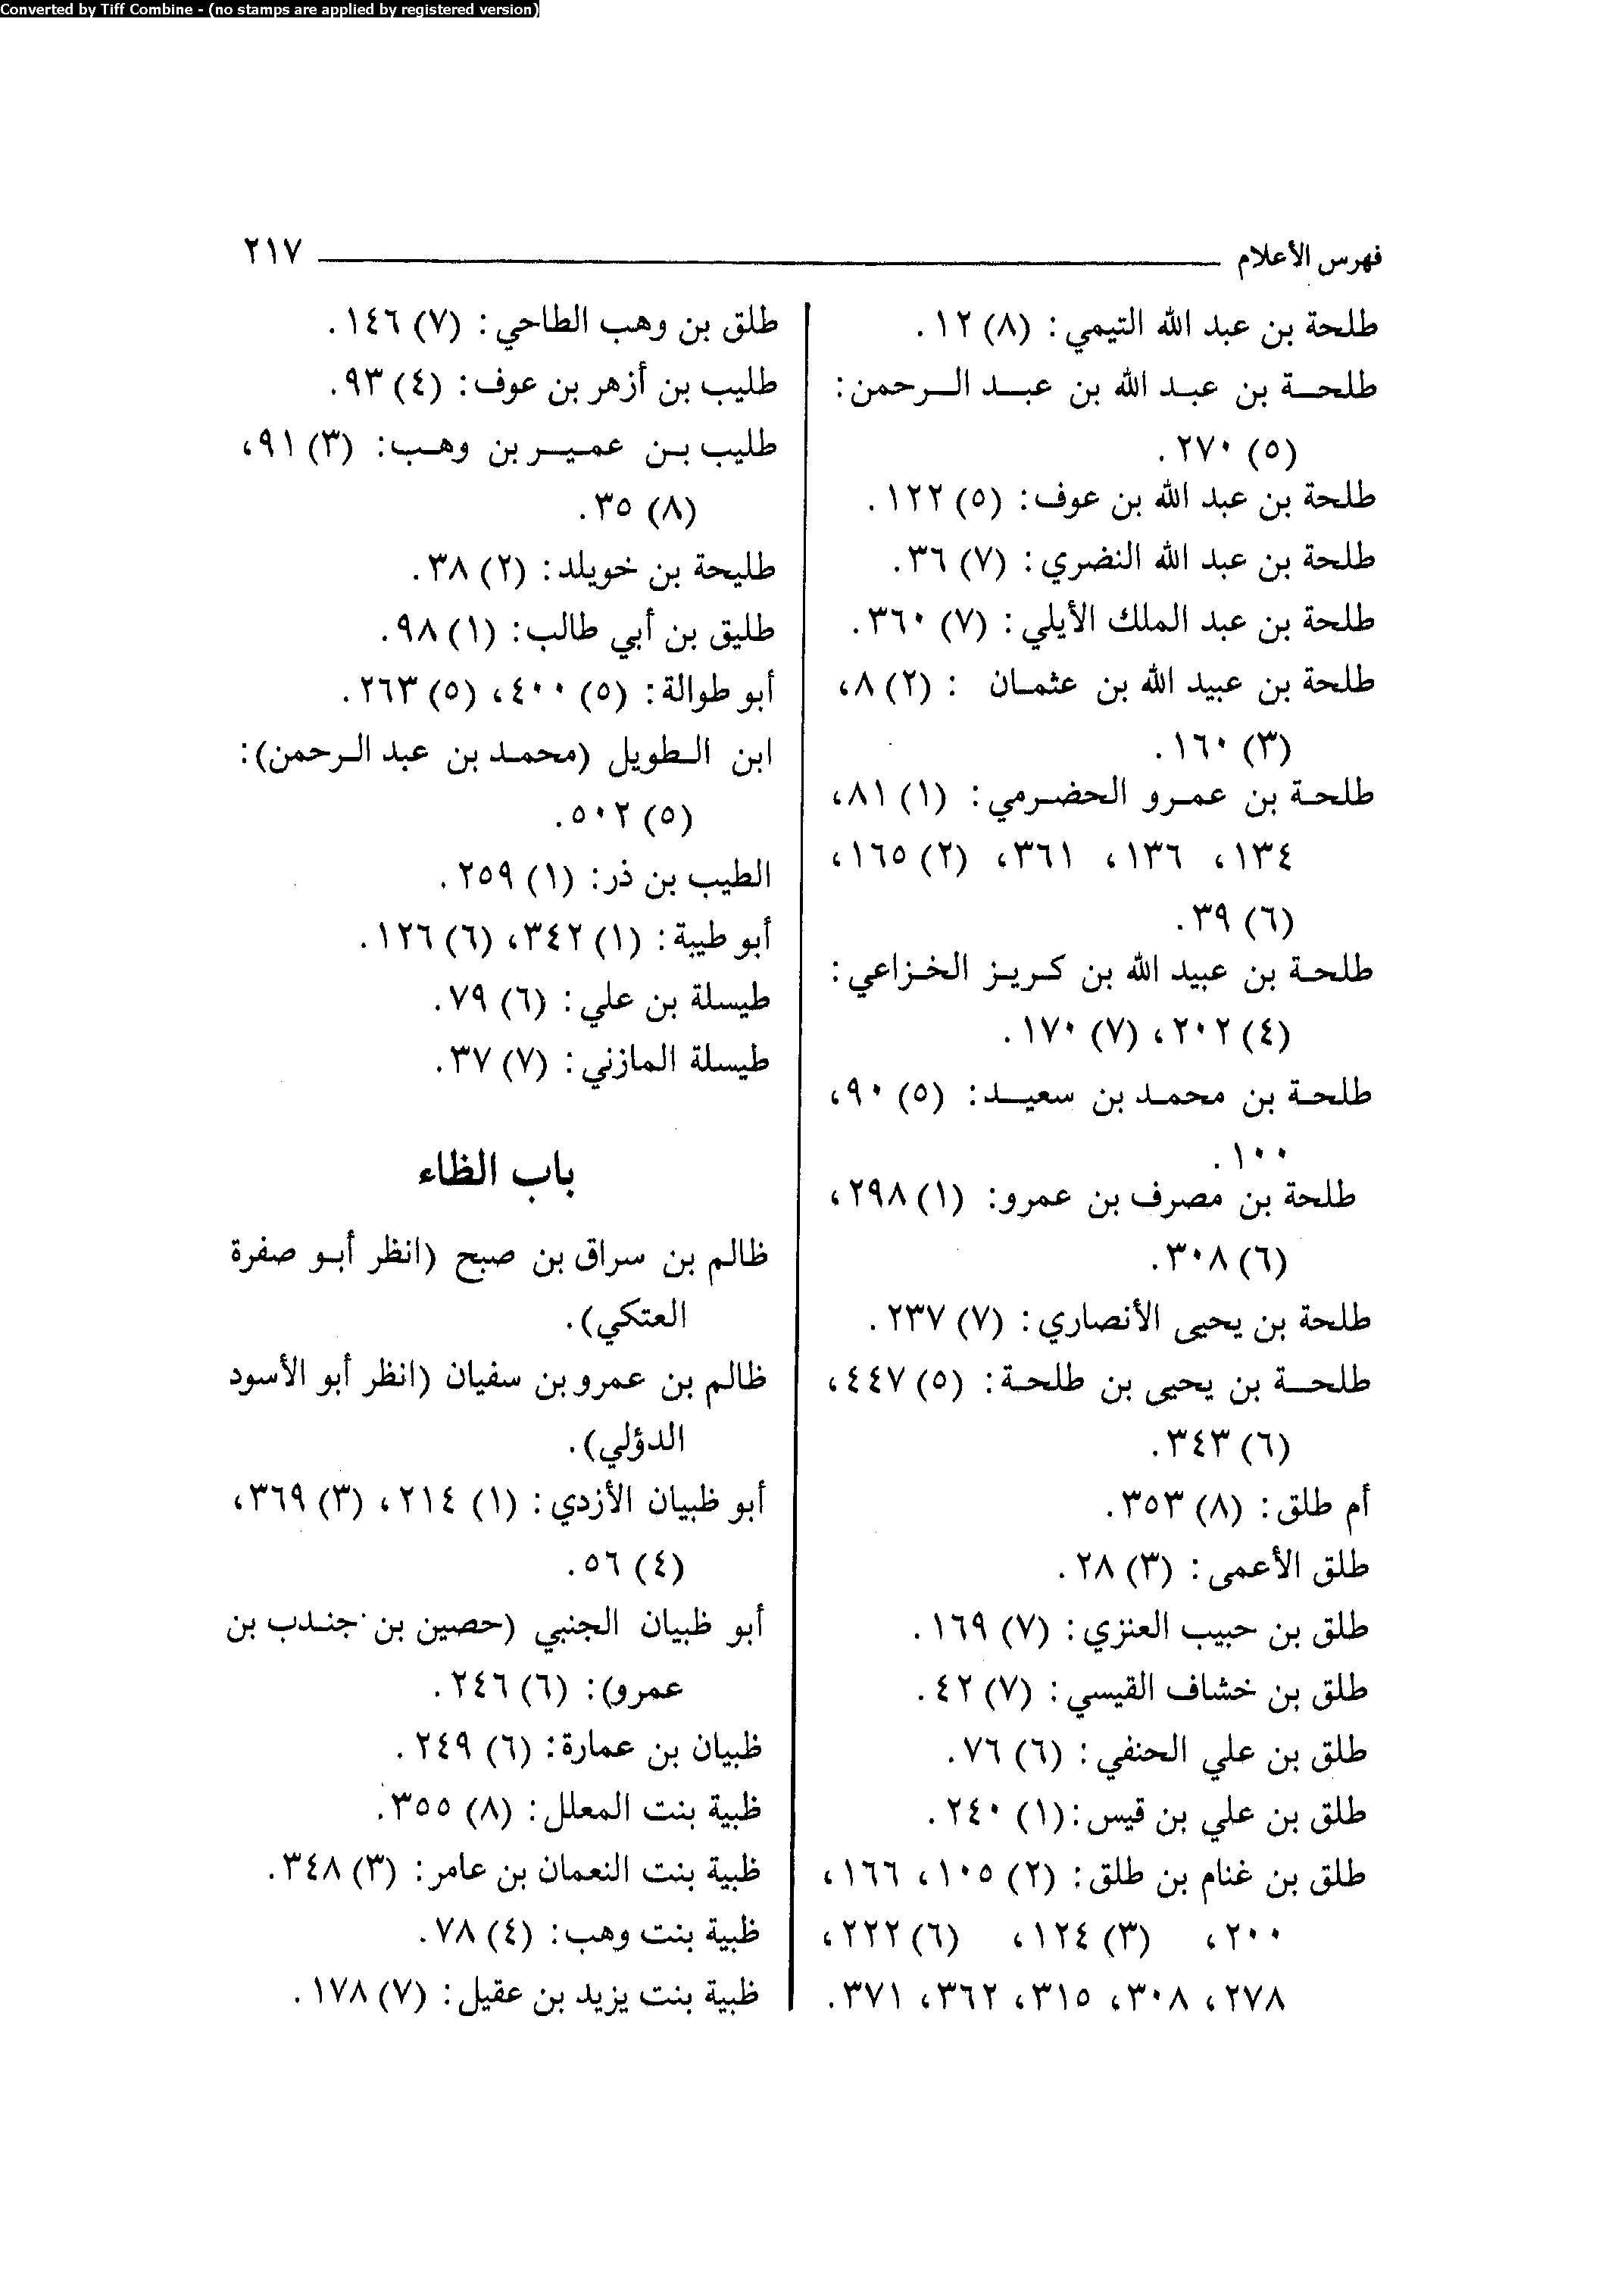 Converted by Tiff Combine - (no stamps are applied by registered version)
فهرس الأعلام ٢١٧
طلحة بن عبد الله التيمي: (٨) ١٢.
طلحة بن عبد الله بن عبد الرحمن:
(٥) ٢٧٠.
طلحة بن عبد الله بن عوف: (٥) ١٢٢.
طلحة بن عبد الله النضري: (٧) ٣٦.
طلحة بن عبد الملك الأيلي: (٧) ٣٦٠.
طلحة بن عبيد الله بن عثمان : (٢) ٨،
(٣) ١٦٠.
طلحة بن عمرو الحضرمي: (١) ٨١،
١٣٤، ١٣٦، ٣٦١، (٢) ١٦٥،
(٦) ٣٩.
طلحة بن عبيد الله بن كريز الخزاعي:
(٤) ٢٠٢، (٧) ١٧٠.
طلحة بن محمد بن سعيد: (٥) ٩٠،
١٠٠.
طلحة بن مصرف بن عمرو: (١) ٢٩٨،
(٦) ٣٠٨.
طلحة بن يحيى الأنصاري: (٧) ٢٣٧.
طلحة بن يحيى بن طلحة: (٥) ٤٤٧،
(٦) ٣٤٣.
أم طلق: (٨) ٣٥٣.
طلق الأعمى: (٣) ٢٨.
طلق بن حبيب العنزي: (٧) ١٦٩.
طلق بن خشاف القيسي: (٧) ٤٢.
طلق بن علي الحنفي: (٦) ٧٦.
طلق بن علي بن قيس: (١) ٢٤٠.
طلق بن غنام بن طلق: (٢) ١٠٥، ١٦٦،
٢٠٠، (٣) ١٢٤، (٦) ٢٢٢،
٢٧٨، ٣٠٨، ٣١٥، ٣٦٢، ٣٧١.
طلق بن وهب الطاحي: (٧) ١٤٦.
طليب بن أزهر بن عوف: (٤) ٩٣.
طليب بن عمير بن وهب: (٣) ٩١،
(٨) ٣٥.
طليحة بن خويلد: (٢) ٣٨.
طليق بن أبي طالب: (١) ٩٨.
أبو طوالة: (٥) ٤٠٠، (٥) ٢٦٣.
ابن الطويل (محمد بن عبد الرحمن):
(٥) ٥٠٢.
الطيب بن ذر: (١) ٢٥٩.
أبو طيبة: (١) ٣٤٢، (٦) ١٢٦.
طيسلة بن علي: (٦) ٧٩.
طيسلة المازني: (٧) ٣٧.
باب الظاء
ظالم بن سراق بن صبح (انظر أبو صفرة
العتكي).
ظالم بن عمرو بن سفيان (انظر أبو الأسود
الدؤلي).
أبو ظبيان الأزدي: (١) ٢١٤، (٣) ٣٦٩،
(٤) ٥٦.
أبو ظبيان الجنبي (حصين بن جندب بن
عمرو): (٦) ٢٤٦.
ظبيان بن عمارة: (٦) ٢٤٩.
ظبية بنت المعلل: (٨) ٣٥٥.
ظبية بنت النعمان بن عامر: (٣) ٣٤٨.
ظبية بنت وهب: (٤) ٧٨.
ظبية بنت يزيد بن عقيل: (٧) ١٧٨.